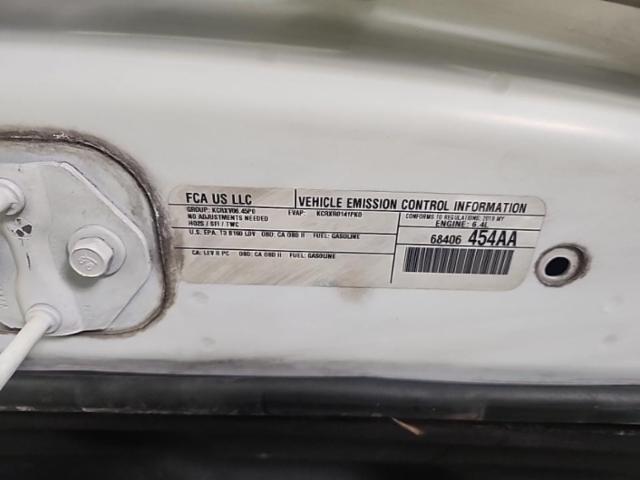 FCA US LLC
VEHICLE EMISSION CONTROL INFORMATION
GROUP: KCRXV06.45P0 EVAP: KCRXR0141PK0
NO ADJUSTMENTS NEEDED
HO2S / SFI / TWC
CONFORMS TO REGULATIONS: 2019 MY
ENGINE: 6.4L
U.S. EPA: T3 B160 LDV OBD: CA OBD II FUEL: GASOLINE
68406 454AA
CA: LEV II PC OBD: CA OBD II FUEL: GASOLINE